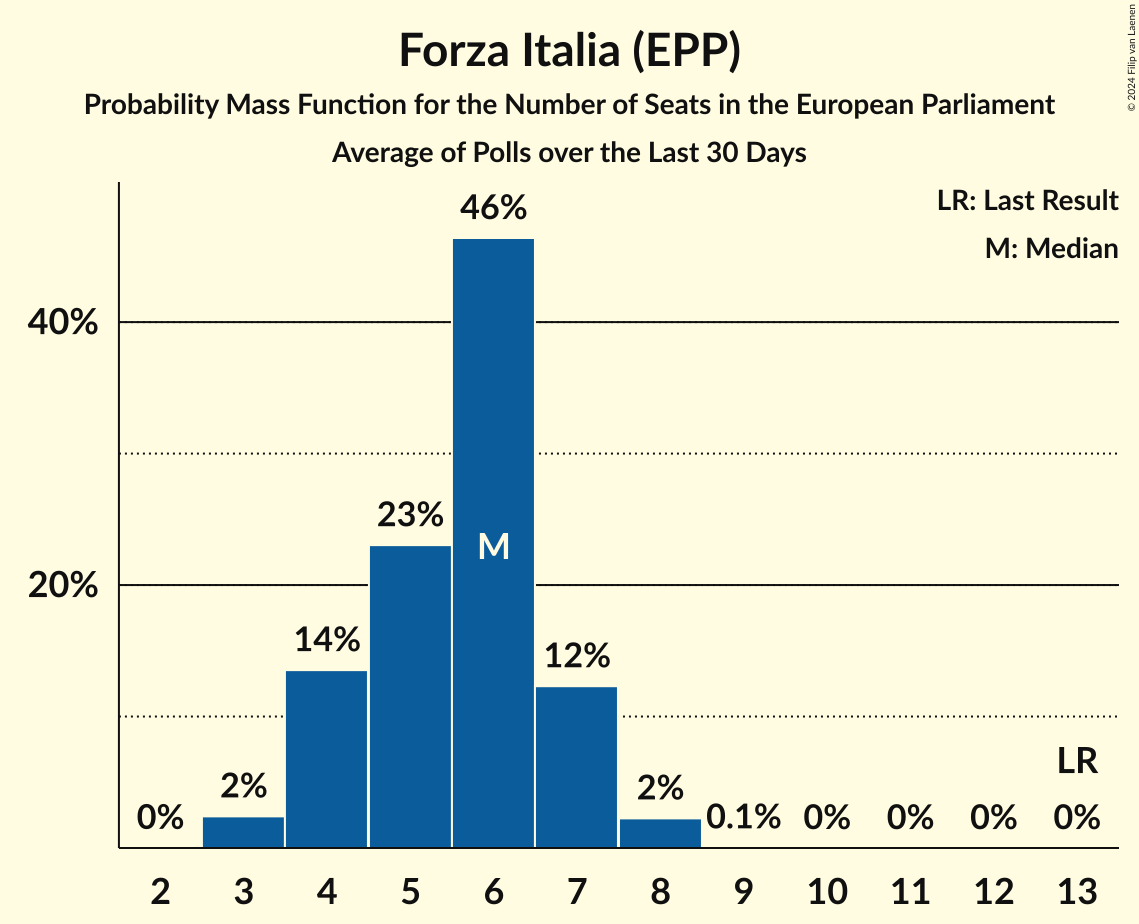 Forza Italia (EPP)
Probability Mass Function for the Number of Seats in the European Parliament
Average of Polls over the Last 30 Days
© 2024 Filip van Laenen
LR: Last Result
M: Median
46%
40%
23%
M
20%
14%
12%
LR
0%
2%
2%
0.1%
0%
0%
0%
0%
2 3 4 5 6 7 8 9 10 11 12 13